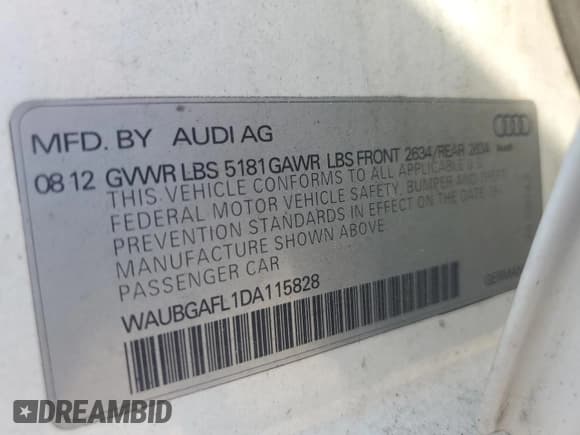 MFD. BY AUDI AG
08 12 GVWR LBS 5181 GAWR LBS FRONT 2634/REAR 2634
THIS VEHICLE CONFORMS TO ALL APPLICABLE U.S.
FEDERAL MOTOR VEHICLE SAFETY, BUMPER AND THEFT
PREVENTION STANDARDS IN EFFECT ON THE DATE OF
MANUFACTURE SHOWN ABOVE
PASSENGER CAR
WAUBGAFL1DA115828
DREAMBID